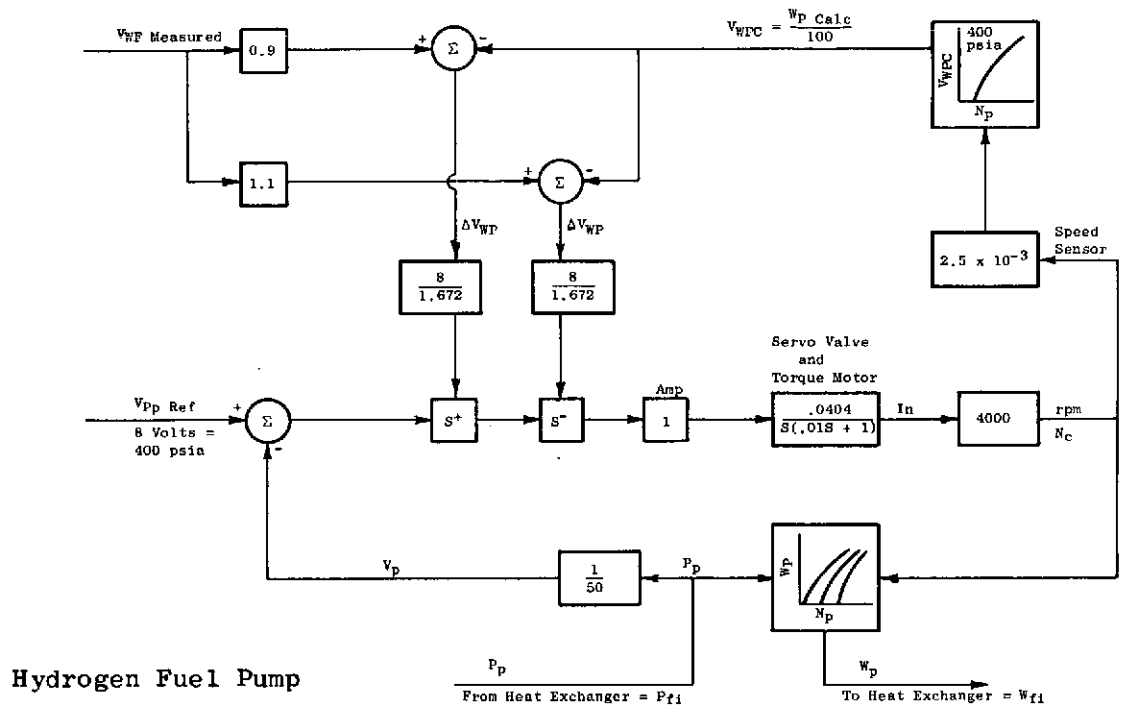 V_WF Measured
0.9
+
Σ
-
V_WPC = W_P Calc / 100
400 psia
V_WPC
N_P
1.1
+
Σ
-
ΔV_WP
ΔV_WP
8 / 1.672
8 / 1.672
2.5 x 10⁻³
Speed
Sensor
V_Pp Ref
8 Volts =
400 psia
+
Σ
-
S⁺
S⁻
Amp
1
Servo Valve
and
Torque Motor
.0404 / S(.01S + 1)
In
4000
rpm
N_c
V_p
1 / 50
P_p
W_p
N_p
P_p
From Heat Exchanger = P_fi
W_p
To Heat Exchanger = W_fi
Hydrogen Fuel Pump